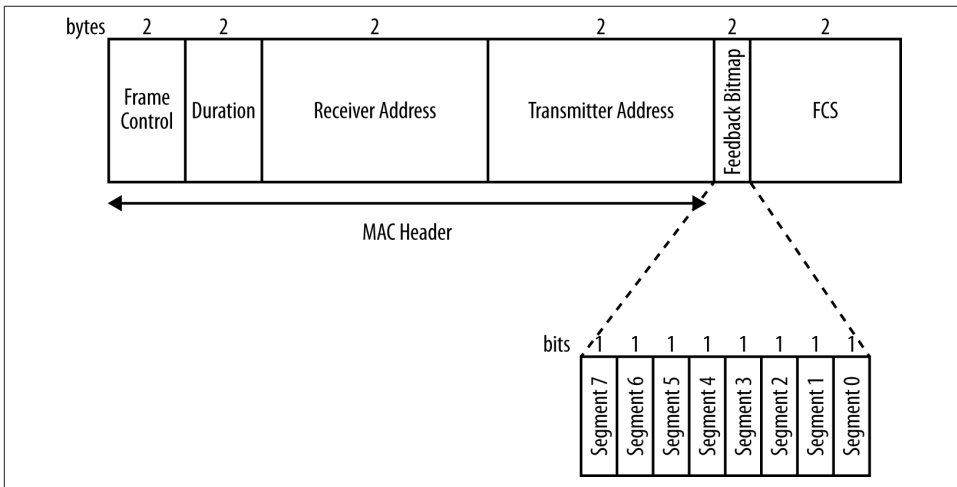 bytes 2 2 2 2 2 2
Frame Control
Duration
Receiver Address
Transmitter Address
Feedback Bitmap
FCS
MAC Header
bits 1 1 1 1 1 1 1 1
Segment 7
Segment 6
Segment 5
Segment 4
Segment 3
Segment 2
Segment 1
Segment 0